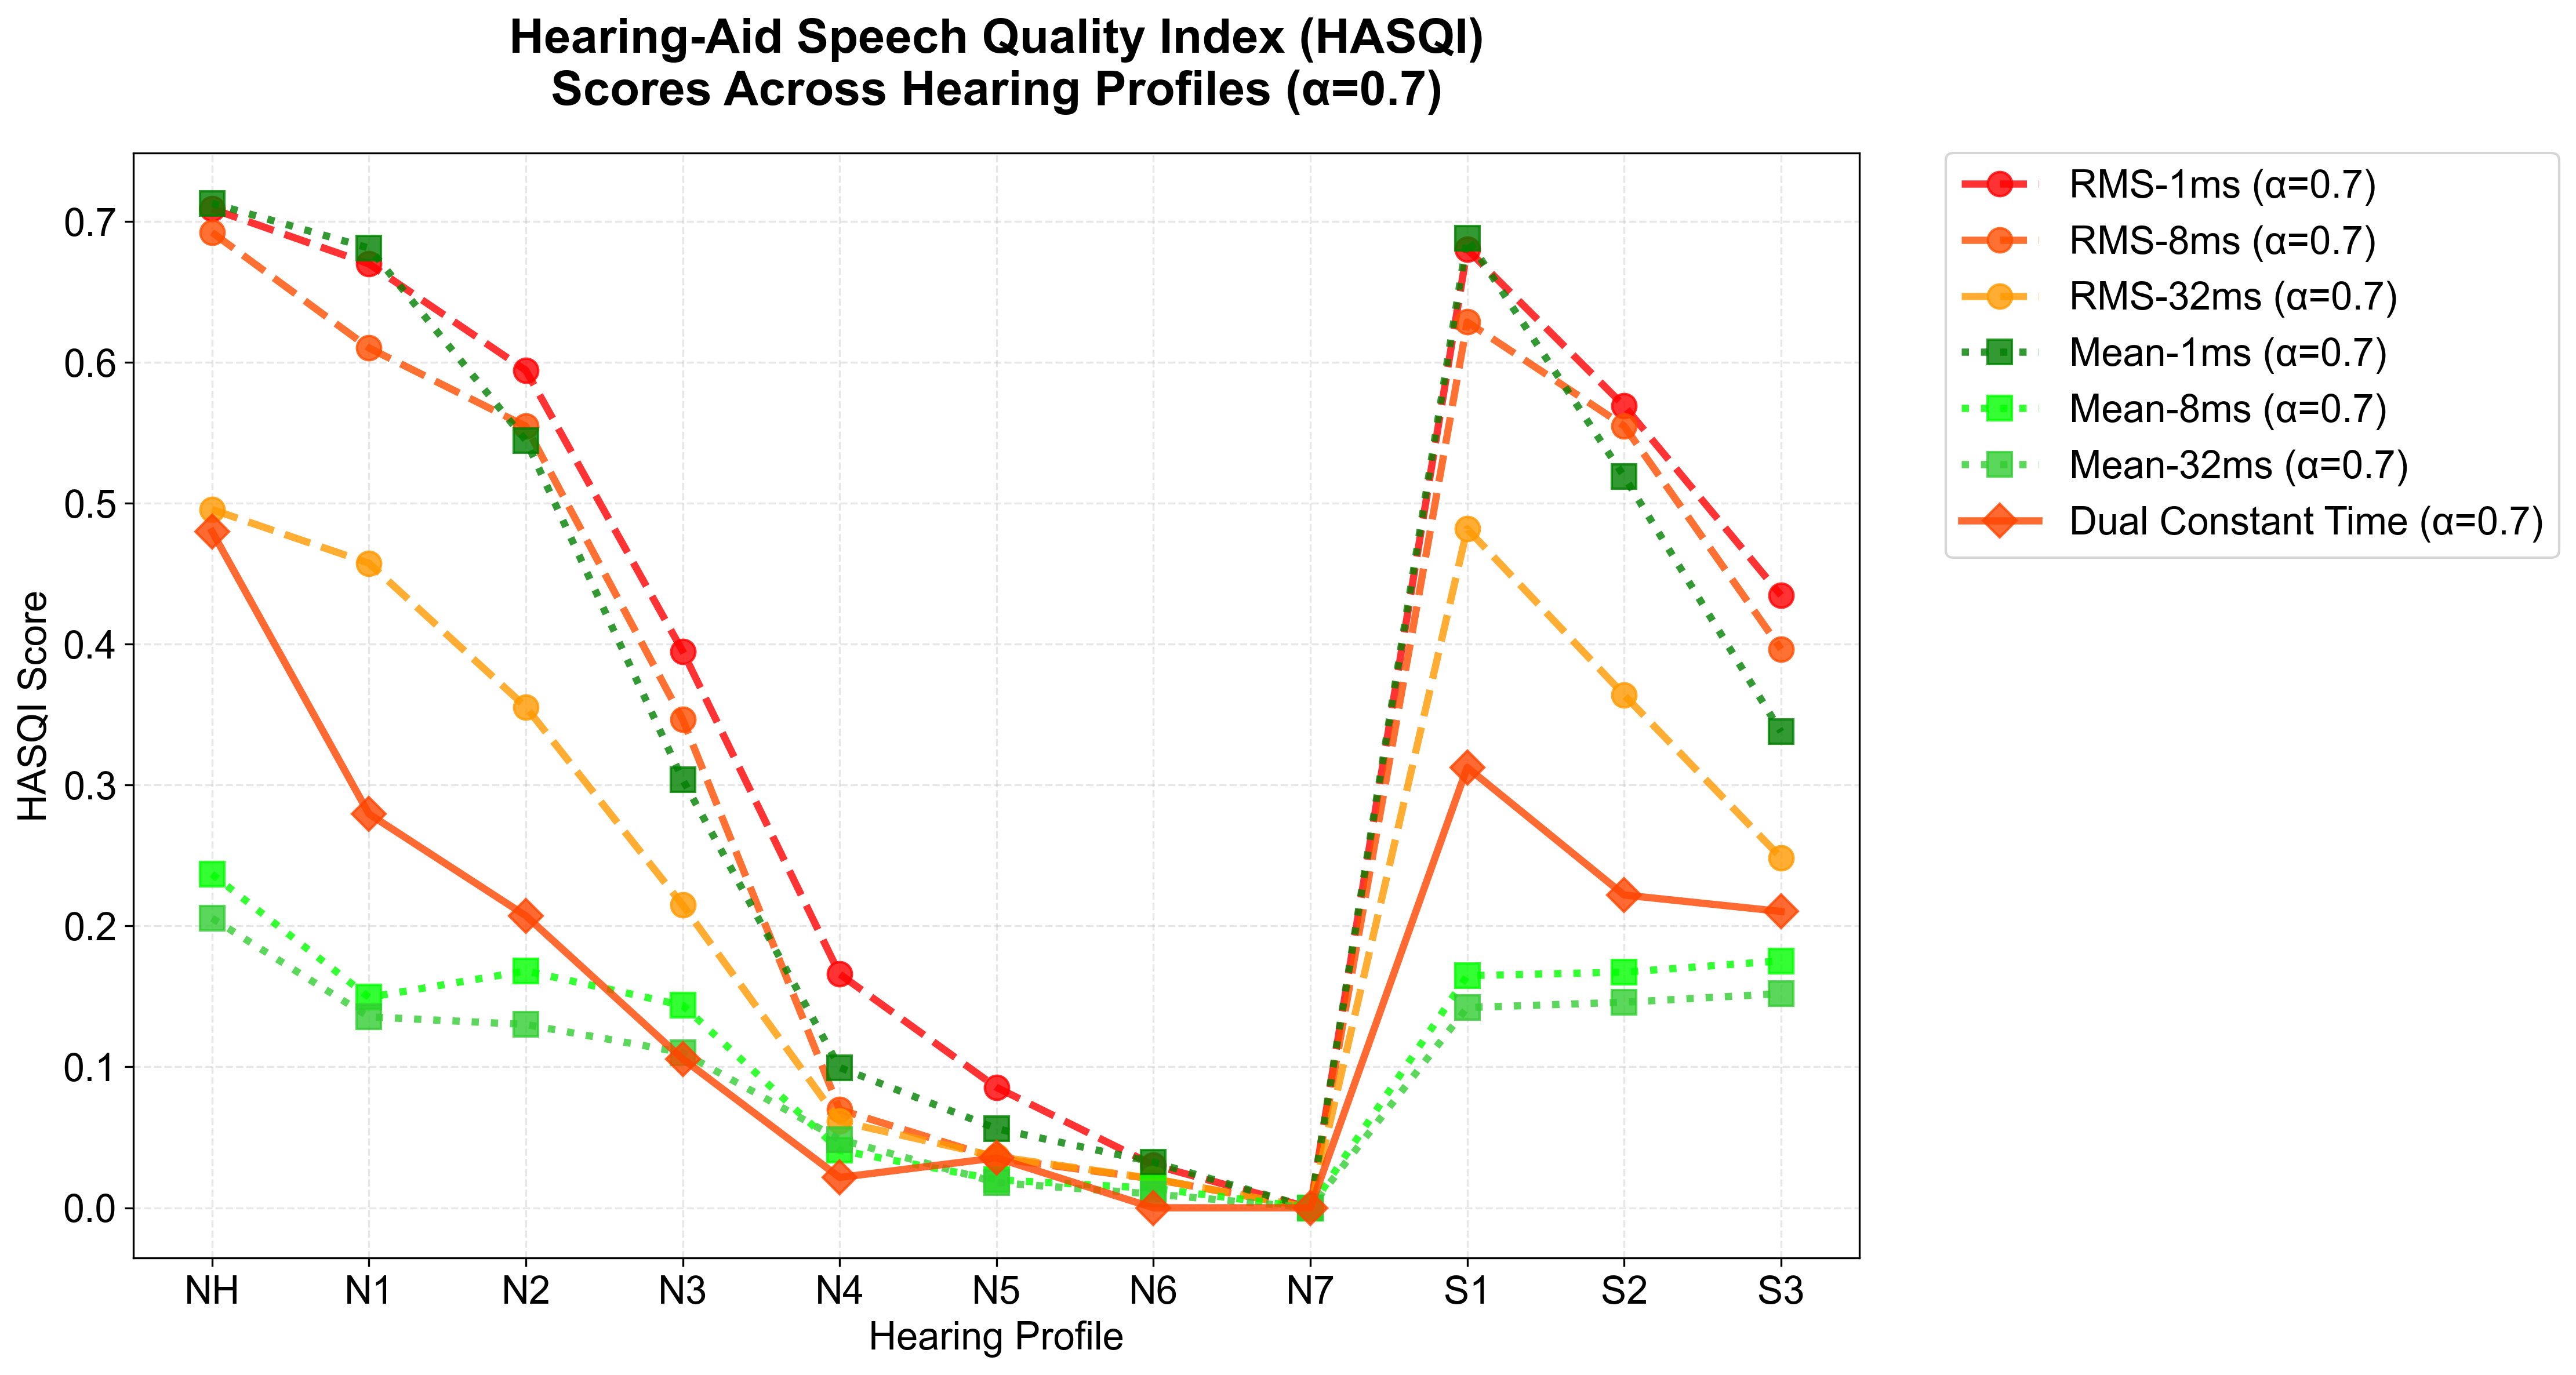 Hearing-Aid Speech Quality Index (HASQI)
Scores Across Hearing Profiles (α=0.7)
HASQI Score
0.7
0.6
0.5
0.4
0.3
0.2
0.1
0.0
NH N1 N2 N3 N4 N5 N6 N7 S1 S2 S3
Hearing Profile
RMS-1ms (α=0.7)
RMS-8ms (α=0.7)
RMS-32ms (α=0.7)
Mean-1ms (α=0.7)
Mean-8ms (α=0.7)
Mean-32ms (α=0.7)
Dual Constant Time (α=0.7)